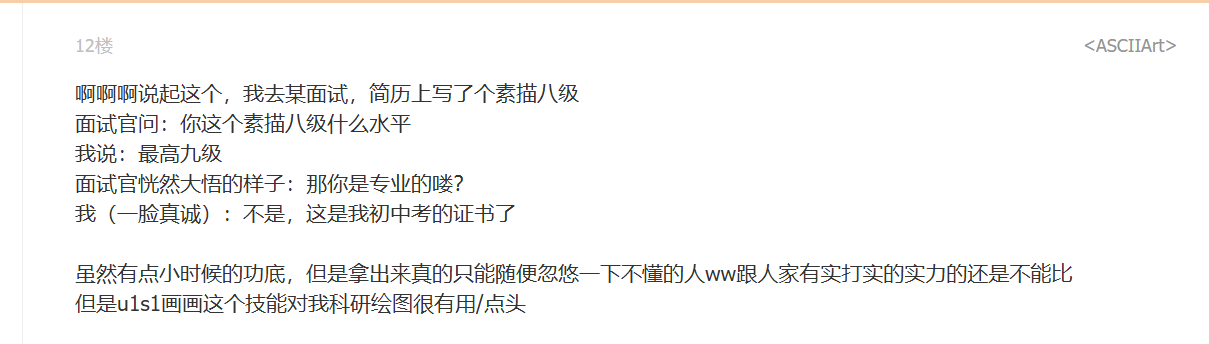 12楼
<ASCIIArt>
啊啊啊说起这个，我去某面试，简历上写了个素描八级
面试官问：你这个素描八级什么水平
我说：最高九级
面试官恍然大悟的样子：那你是专业的喽？
我（一脸真诚）：不是，这是我初中考的证书了
虽然有点小时候的功底，但是拿出来真的只能随便忽悠一下不懂的人ww跟人家有实打实的实力的还是不能比
但是u1s1画画这个技能对我科研绘图很有用/点头